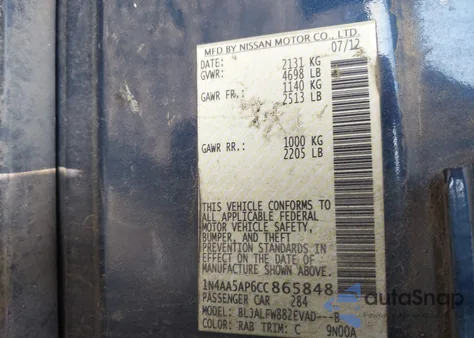 MFD BY NISSAN MOTOR CO., LTD.
DATE: 07/12
GVWR: 2131 KG
4698 LB
GAWR FR.: 1140 KG
2513 LB
GAWR RR.: 1000 KG
2205 LB
THIS VEHICLE CONFORMS TO
ALL APPLICABLE FEDERAL
MOTOR VEHICLE SAFETY,
BUMPER, AND THEFT
PREVENTION STANDARDS IN
EFFECT ON THE DATE OF
MANUFACTURE.
1N4AA5AP6CC865848
PASSENGER CAR 284
MODEL: BLJALFW882EVAD---B
COLOR: RAB TRIM: C 9N00A
autoSnap
Powered by AutoBidCar